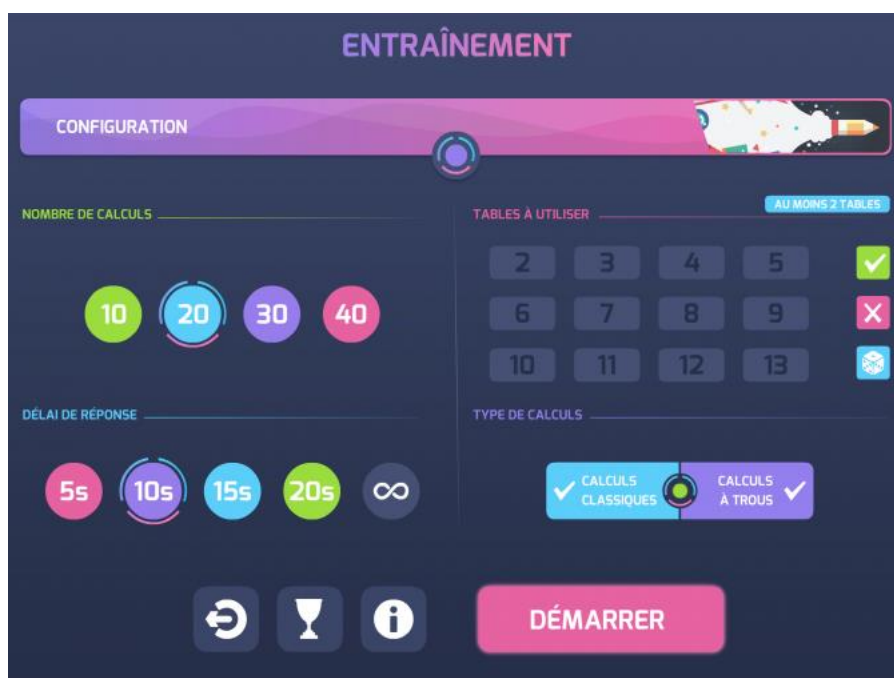 ENTRAÎNEMENT
CONFIGURATION
NOMBRE DE CALCULS
10 20 30 40
DÉLAI DE RÉPONSE
5s 10s 15s 20s ∞
TABLES À UTILISER
AU MOINS 2 TABLES
2 3 4 5
6 7 8 9
10 11 12 13
TYPE DE CALCULS
CALCULS
CLASSIQUES
CALCULS
À TROUS
DÉMARRER